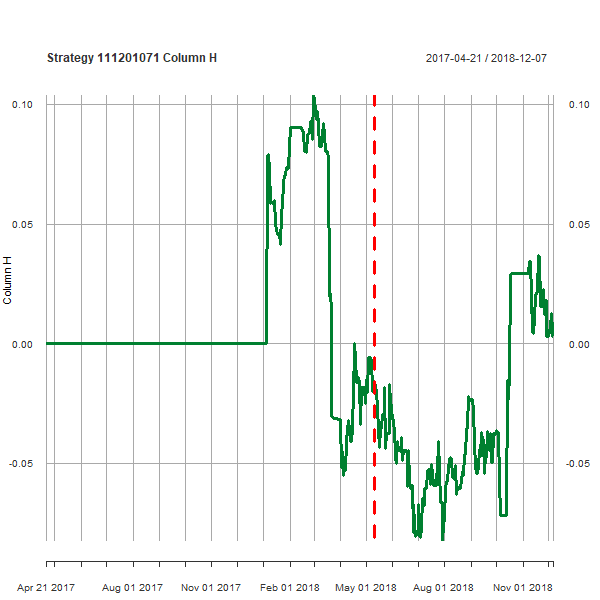 Strategy 111201071 Column H
2017-04-21 / 2018-12-07
0.10
0.10
0.05
0.05
Column H
0.00
0.00
-0.05
-0.05
Apr 21 2017
Aug 01 2017
Nov 01 2017
Feb 01 2018
May 01 2018
Aug 01 2018
Nov 01 2018